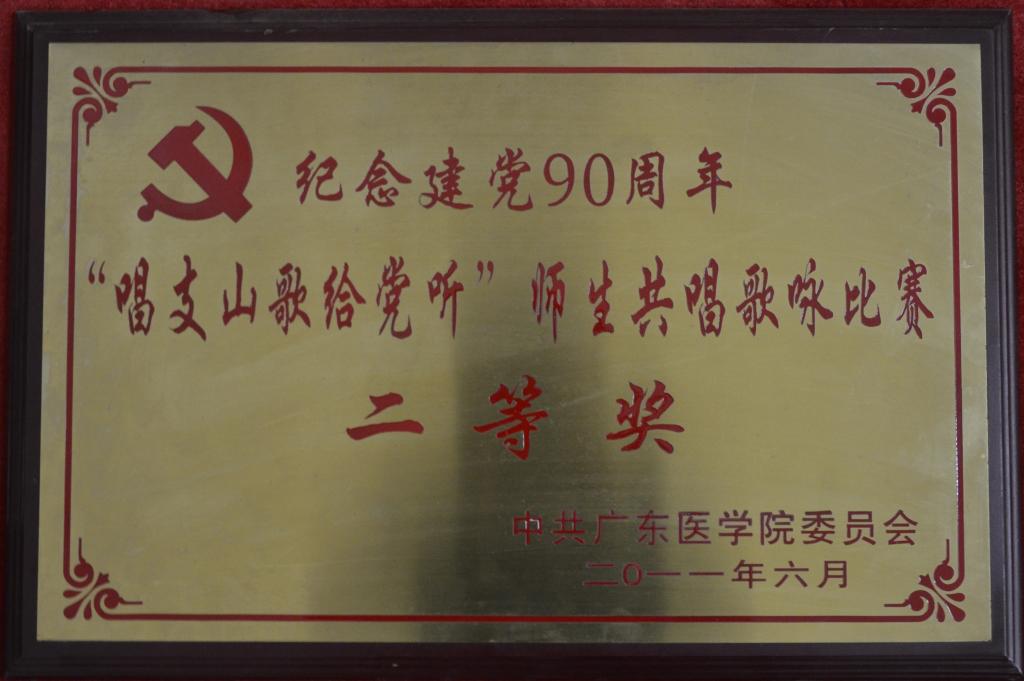 纪念建党90周年
“唱支山歌给党听”师生共唱歌咏比赛
二等奖
中共广东医学院委员会
二0一一年六月